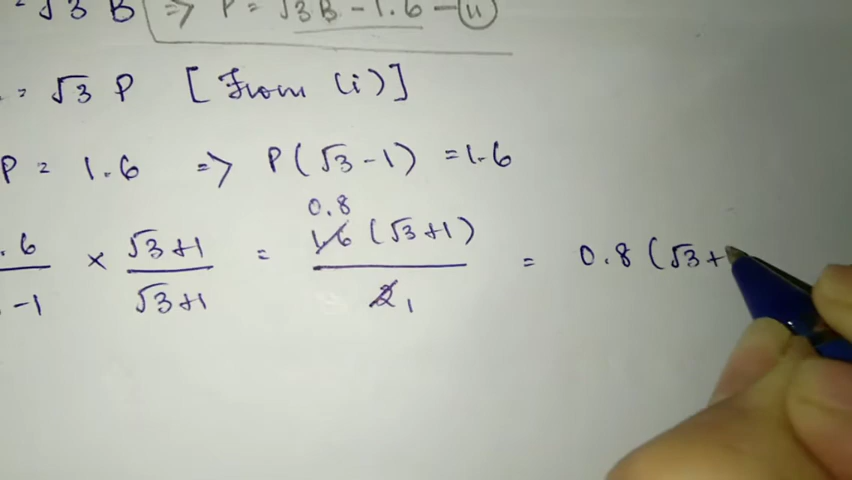 = √3 B => P = √3B - 1.6 - (ii)
= √3 P [From (i)]
P = 1.6 => P(√3-1) = 1.6
0.8
.6/-1 × √3+1/√3+1 = 1.6(√3+1)/2 1 = 0.8(√3+